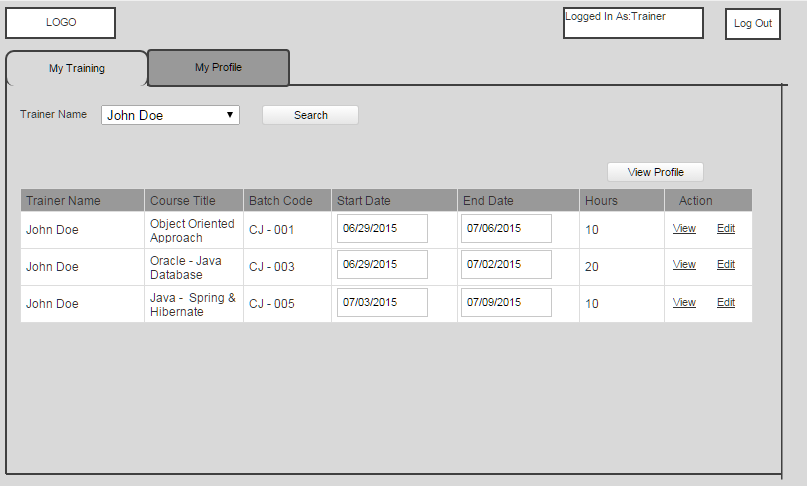 LOGO
Logged In As:Trainer
Log Out
My Training
My Profile
Trainer Name John Doe Search
View Profile
Trainer Name Course Title Batch Code Start Date End Date Hours Action
John Doe Object Oriented Approach CJ - 001 06/29/2015 07/06/2015 10 View Edit
John Doe Oracle - Java Database CJ - 003 06/29/2015 07/02/2015 20 View Edit
John Doe Java - Spring & Hibernate CJ - 005 07/03/2015 07/09/2015 10 View Edit